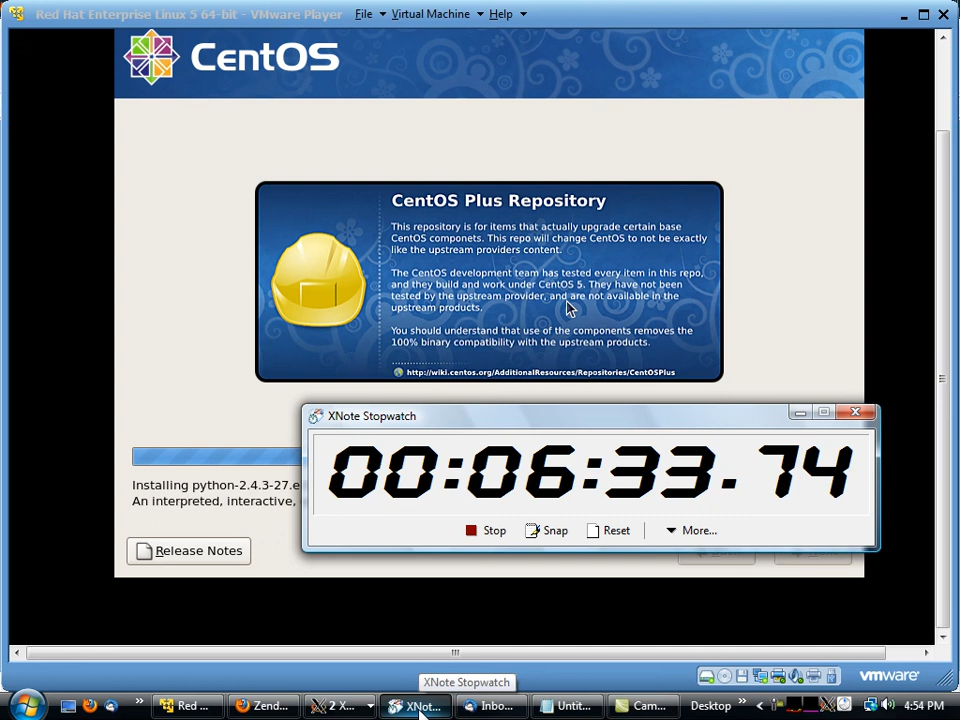 Red Hat Enterprise Linux 5 64-bit - VMware Player File Virtual Machine Help
CentOS
CentOS Plus Repository
This repository is for items that actually upgrade certain base
CentOS componets. This repo will change CentOS to not be exactly
like the upstream providers content.
The CentOS development team has tested every item in this repo,
and they build and work under CentOS 5. They have not been
tested by the upstream provider, and are not available in the
upstream products.
You should understand that use of the components removes the
100% binary compatibility with the upstream products.
http://wiki.centos.org/AdditionalResources/Repositories/CentOSPlus
XNote Stopwatch
00:06:33.74
Stop Snap Reset More...
Installing python-2.4.3-27.e
An interpreted, interactive,
Release Notes
vmware
XNote Stopwatch
Red ... Zend... 2 X... XNot... Inbo... Untit... Cam... Desktop 4:54 PM